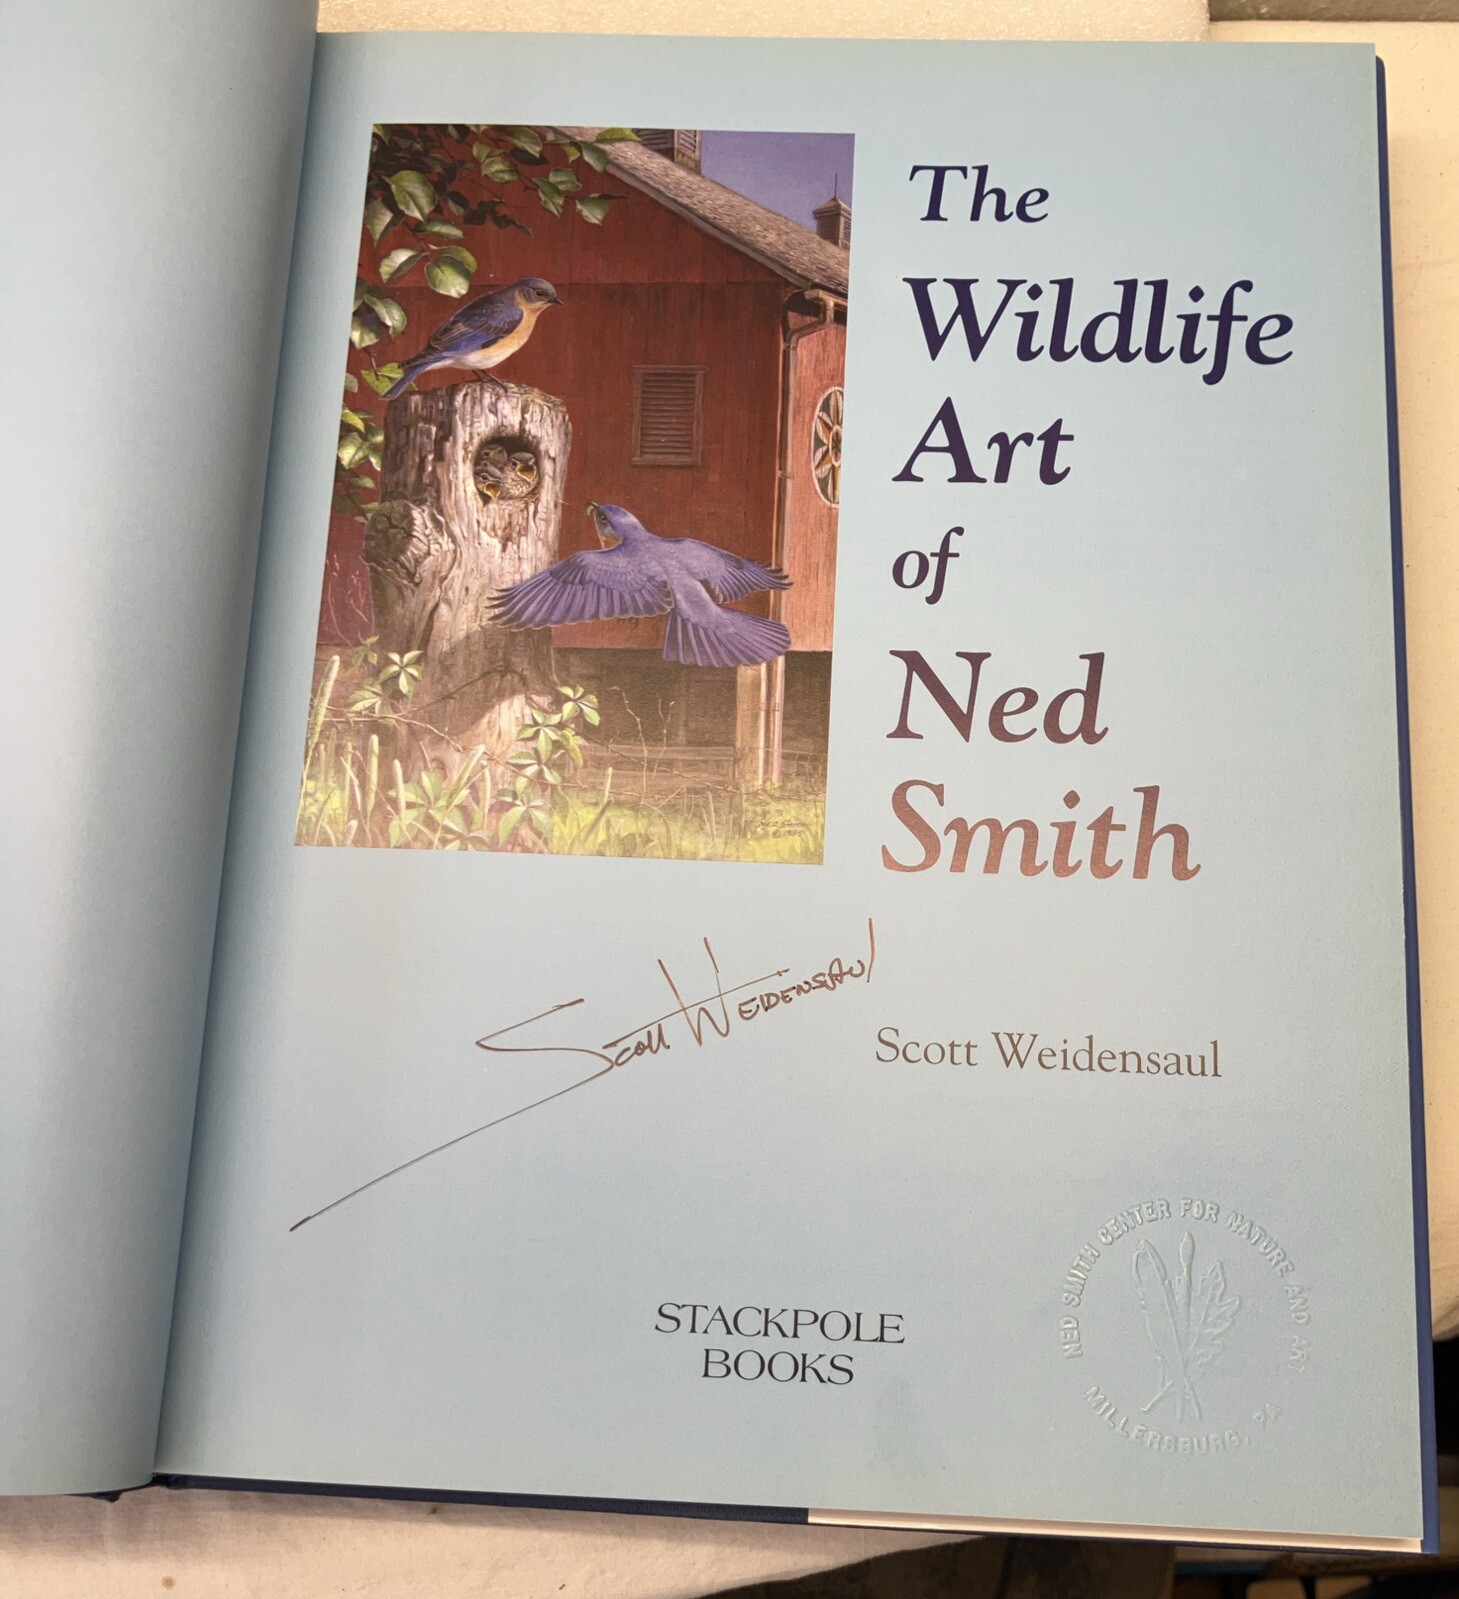 The
Wildlife
Art
of
Ned
Smith
Scott Weidensaul
Scott Weidensaul
STACKPOLE
BOOKS
NED SMITH CENTER FOR NATURE AND ART
MILLERSBURG, PA